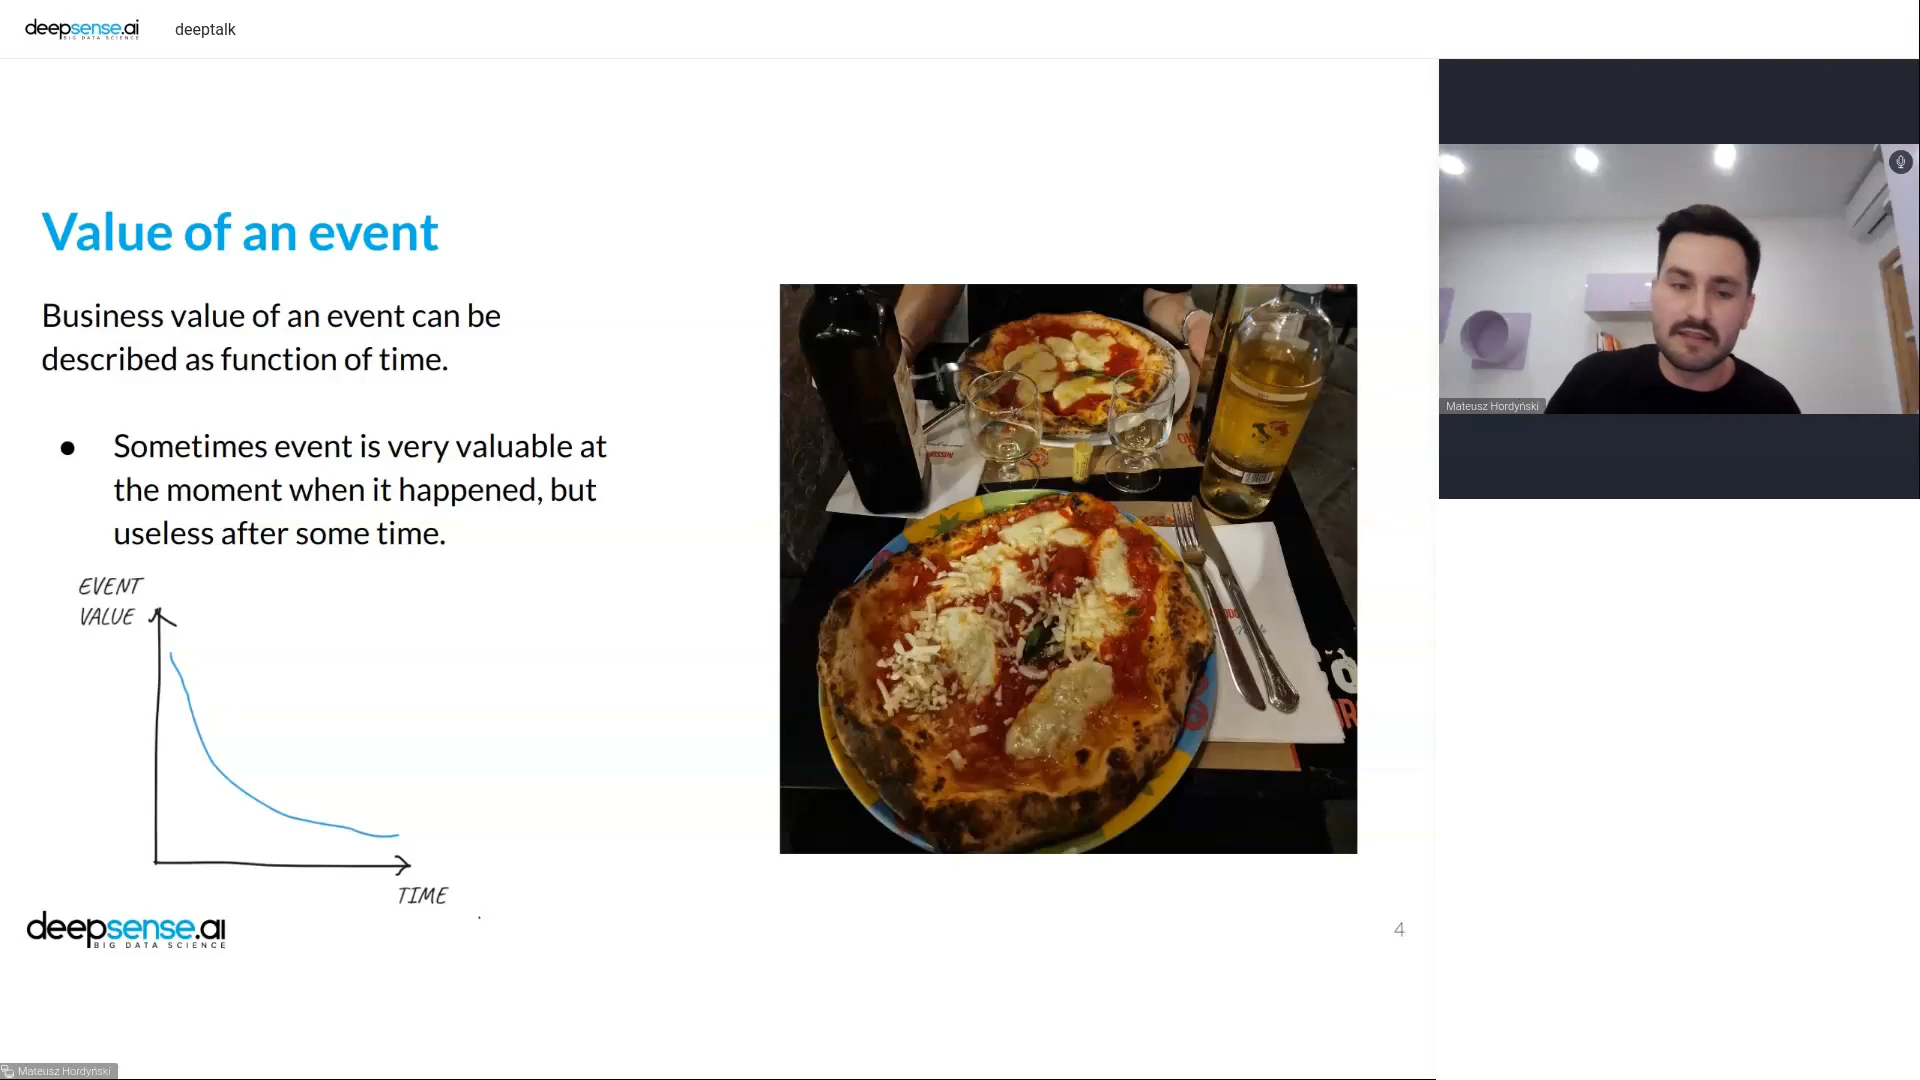 deepsense.ai
BIG DATA SCIENCE
deeptalk
Value of an event
Business value of an event can be
described as function of time.
● Sometimes event is very valuable at
the moment when it happened, but
useless after some time.
EVENT
VALUE
TIME
deepsense.ai
BIG DATA SCIENCE
4
Mateusz Hordyński
Mateusz Hordyński